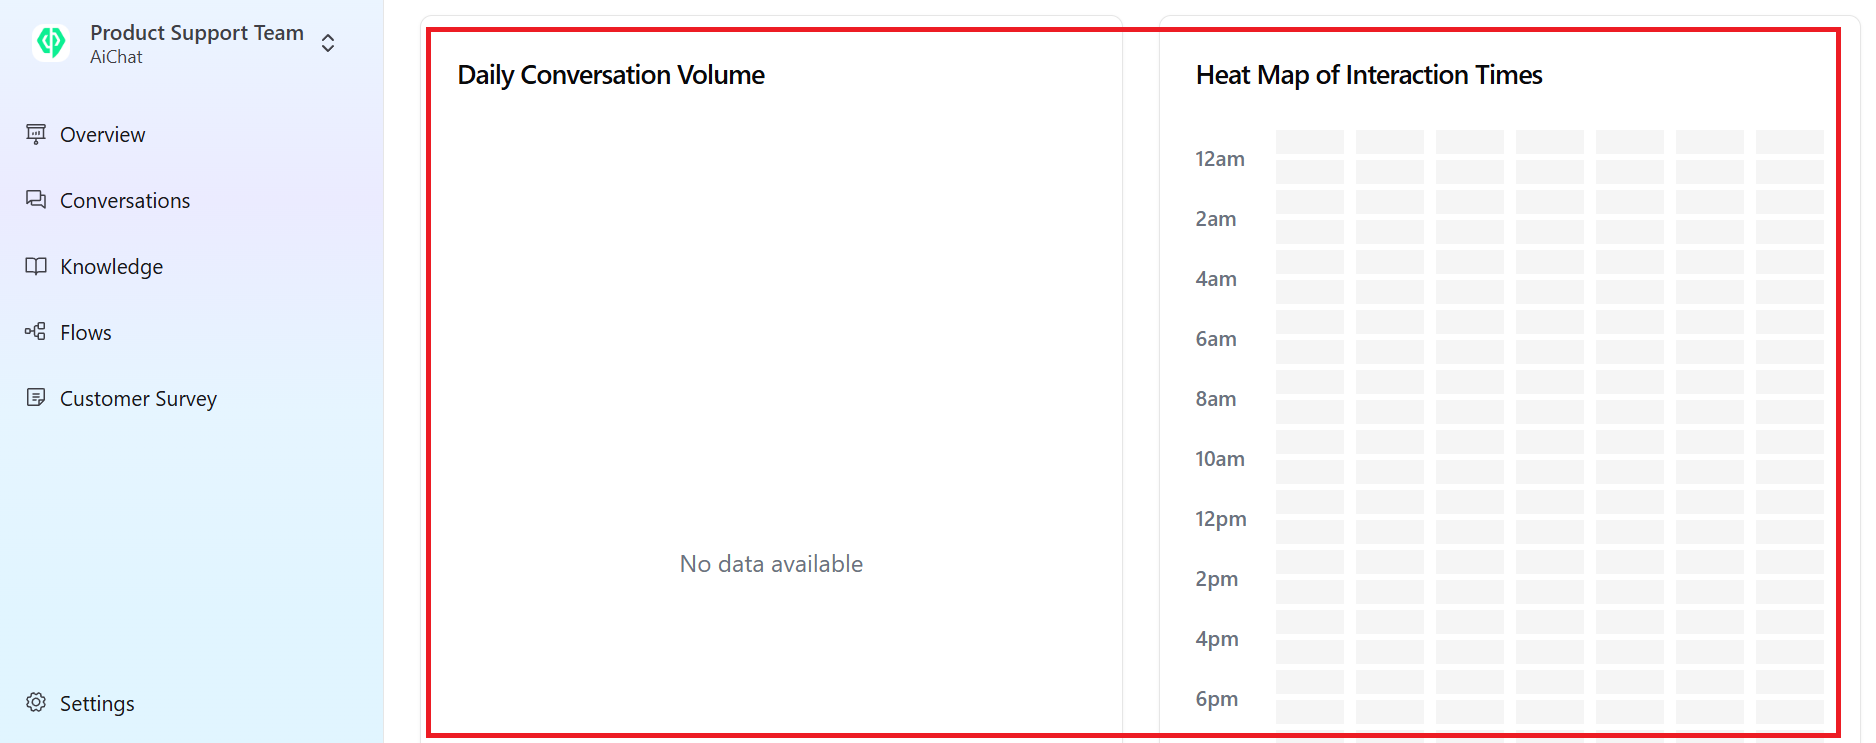 Product Support Team
AiChat
Overview
Conversations
Knowledge
Flows
Customer Survey
Settings
Daily Conversation Volume
No data available
Heat Map of Interaction Times
12am
2am
4am
6am
8am
10am
12pm
2pm
4pm
6pm